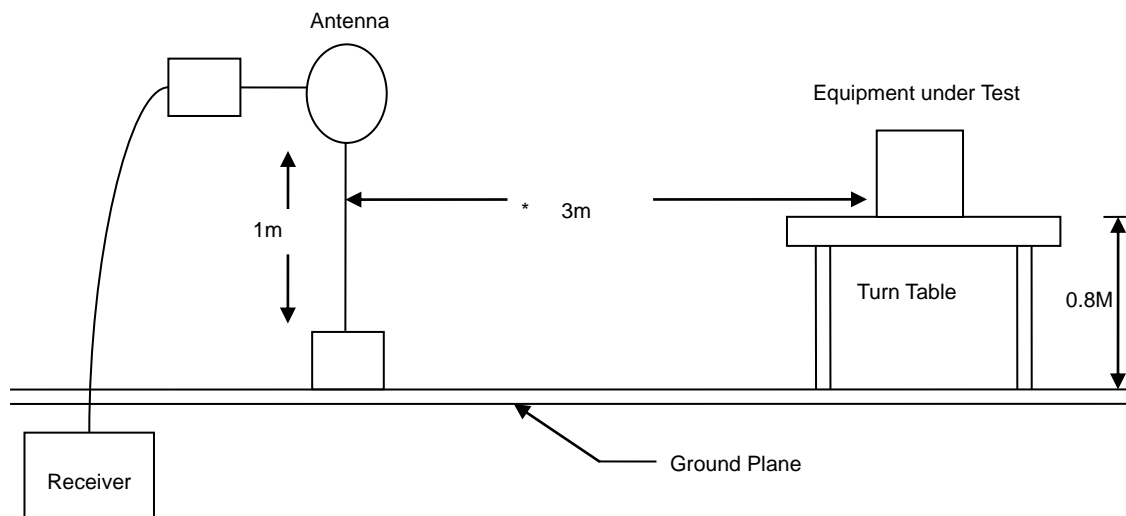 Antenna
Equipment under Test
* 3m
1m
Turn Table
0.8M
Ground Plane
Receiver